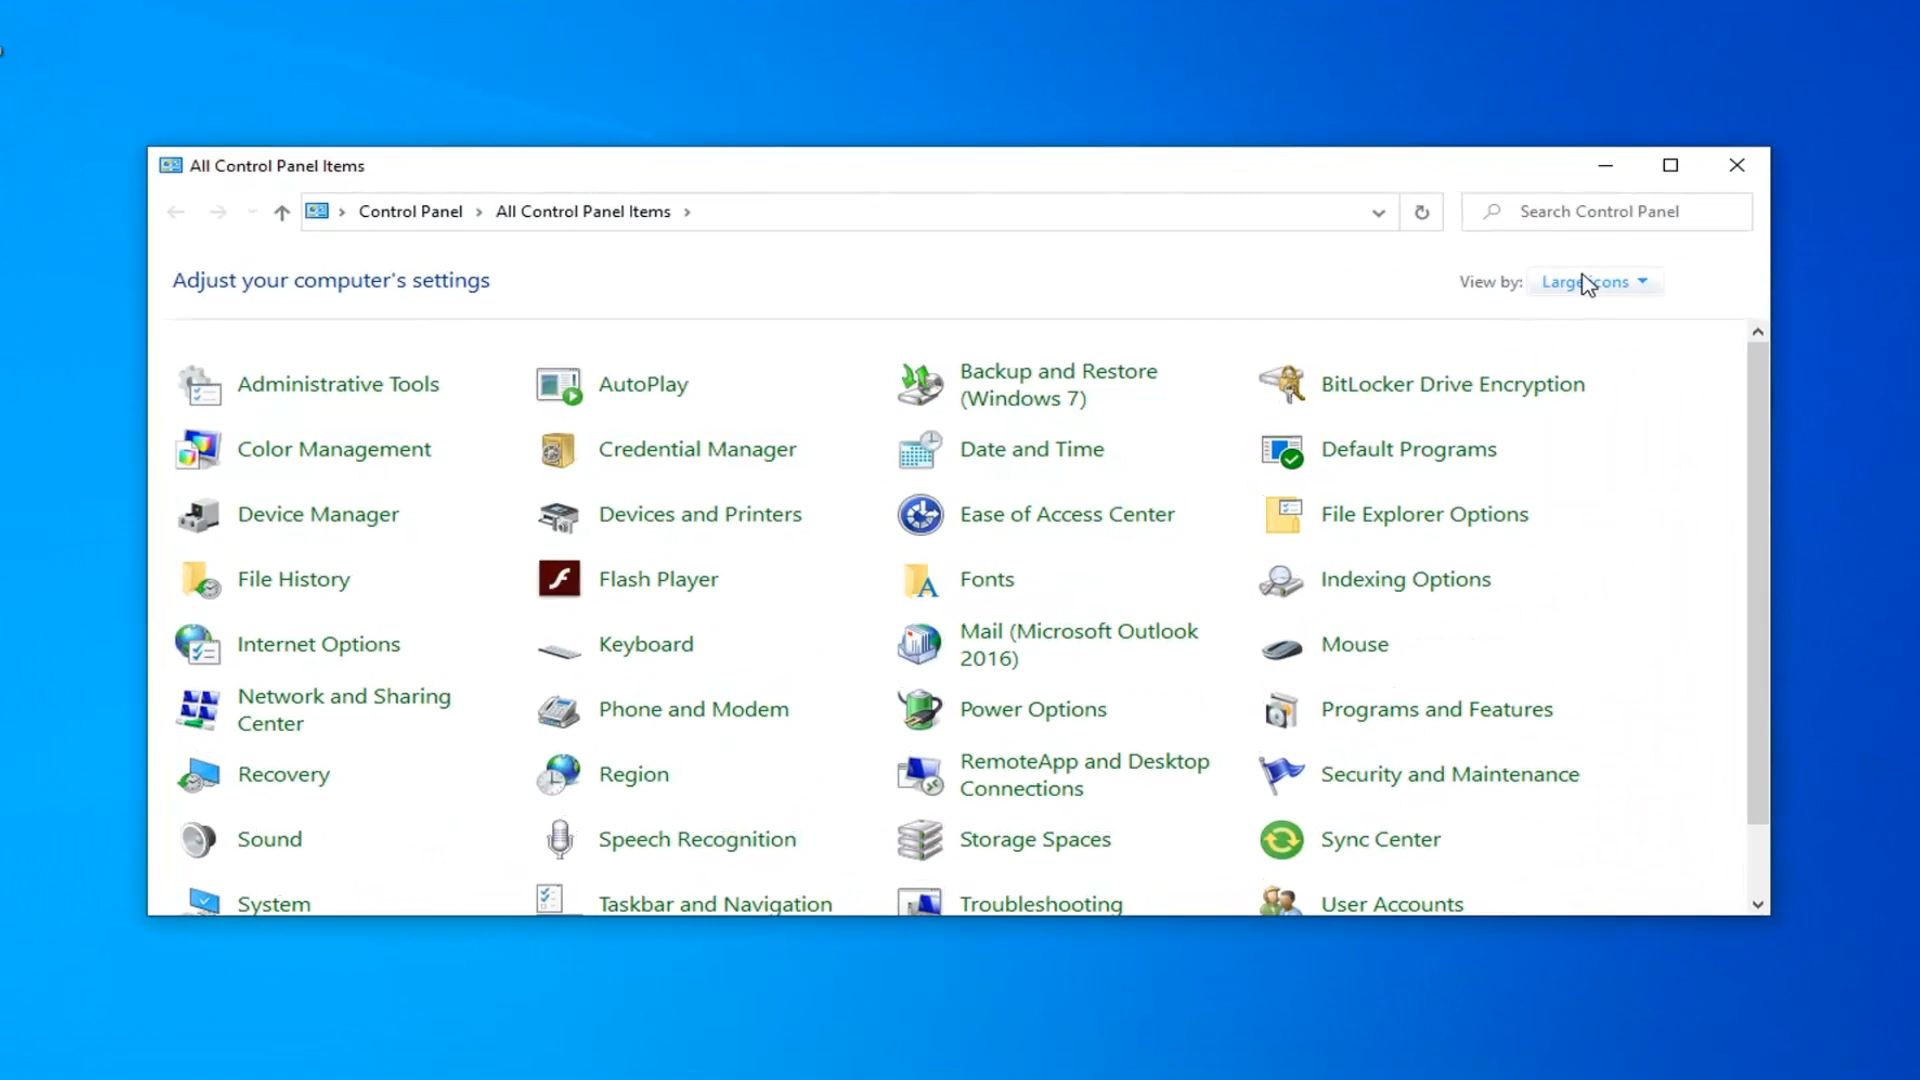 All Control Panel Items
Control Panel
All Control Panel Items
Search Control Panel
Adjust your computer's settings
View by:
Large icons
Administrative Tools
AutoPlay
Backup and Restore
(Windows 7)
BitLocker Drive Encryption
Color Management
Credential Manager
Date and Time
Default Programs
Device Manager
Devices and Printers
Ease of Access Center
File Explorer Options
File History
Flash Player
Fonts
Indexing Options
Internet Options
Keyboard
Mail (Microsoft Outlook
2016)
Mouse
Network and Sharing
Center
Phone and Modem
Power Options
Programs and Features
Recovery
Region
RemoteApp and Desktop
Connections
Security and Maintenance
Sound
Speech Recognition
Storage Spaces
Sync Center
System
Taskbar and Navigation
Troubleshooting
User Accounts